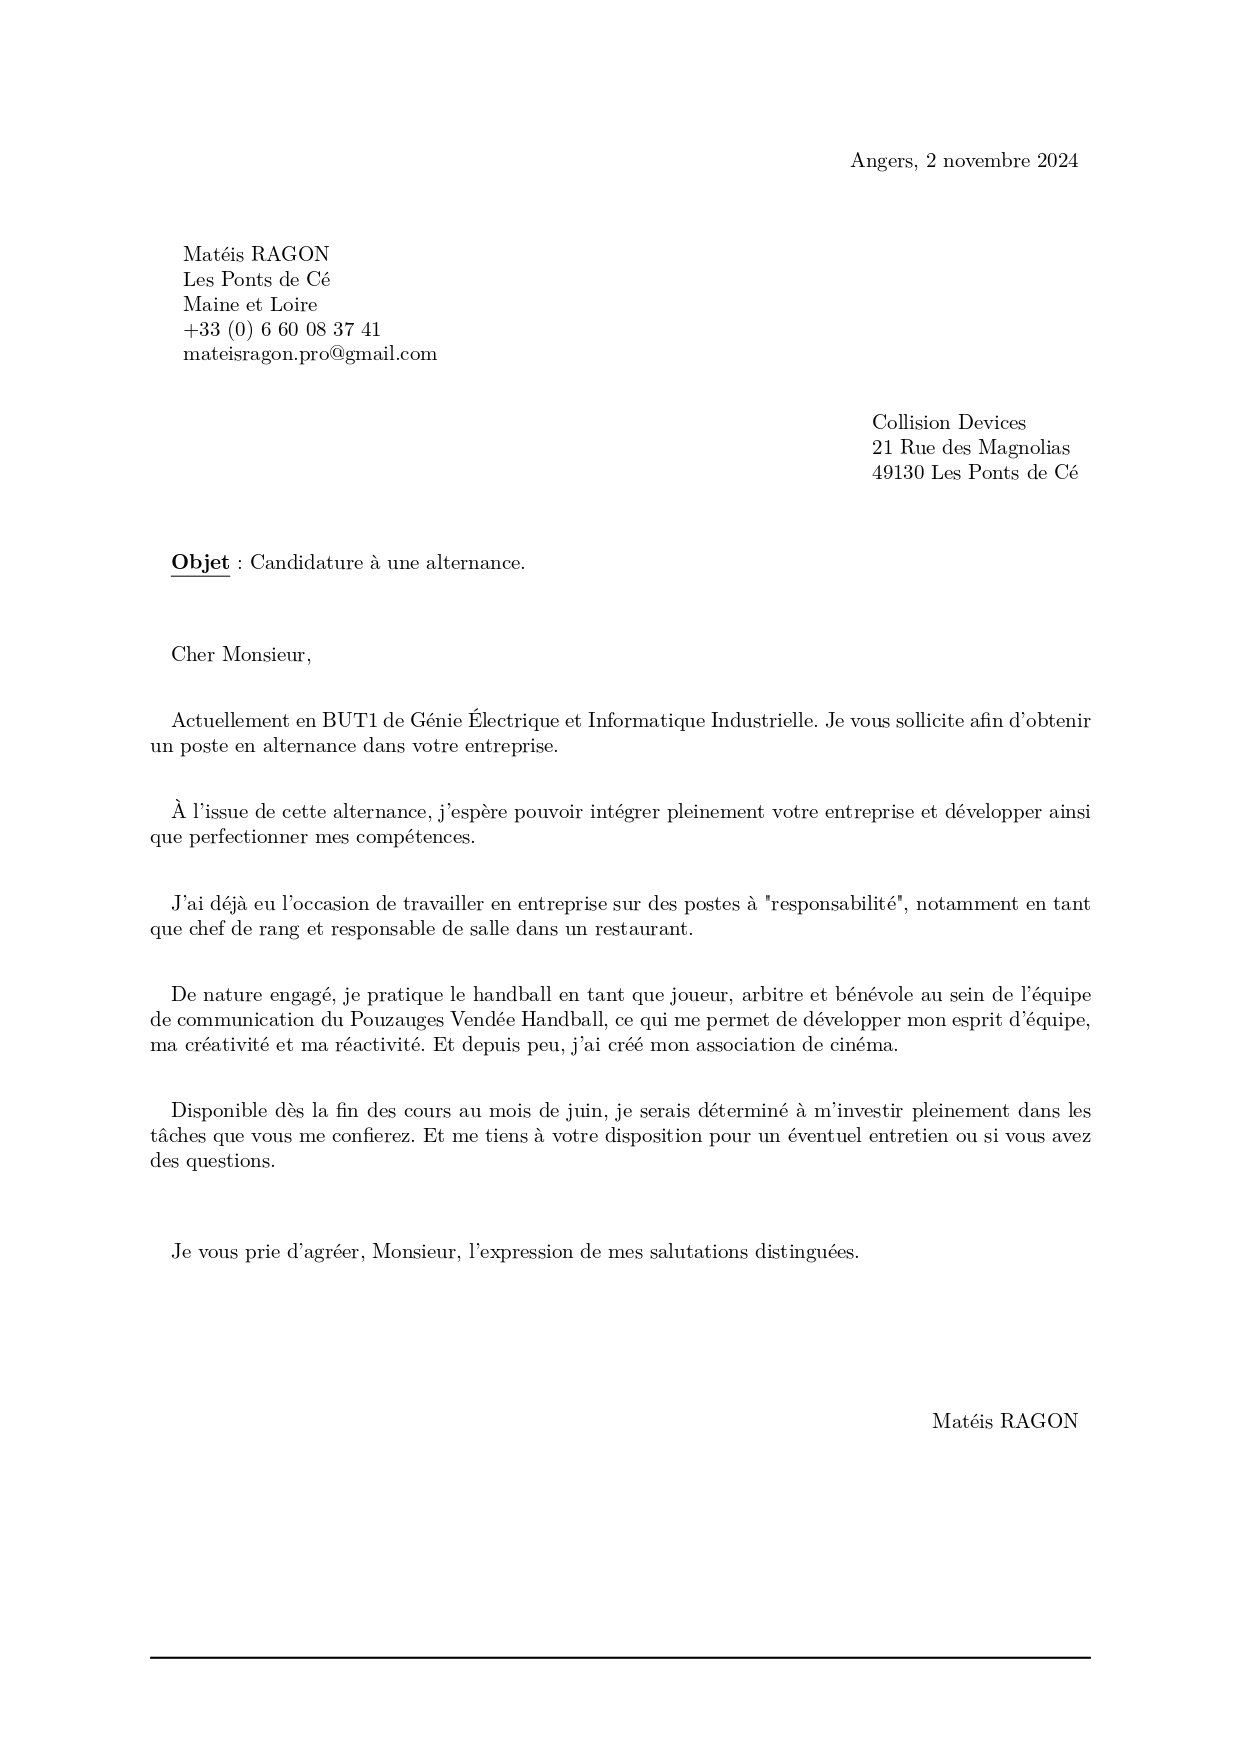 Angers, 2 novembre 2024
Matéis RAGON
Les Ponts de Cé
Maine et Loire
+33 (0) 6 60 08 37 41
mateisragon.pro@gmail.com
Collision Devices
21 Rue des Magnolias
49130 Les Ponts de Cé
Objet : Candidature à une alternance.
Cher Monsieur,
Actuellement en BUT1 de Génie Électrique et Informatique Industrielle. Je vous sollicite afin d'obtenir
un poste en alternance dans votre entreprise.
À l'issue de cette alternance, j'espère pouvoir intégrer pleinement votre entreprise et développer ainsi
que perfectionner mes compétences.
J'ai déjà eu l'occasion de travailler en entreprise sur des postes à "responsabilité", notamment en tant
que chef de rang et responsable de salle dans un restaurant.
De nature engagé, je pratique le handball en tant que joueur, arbitre et bénévole au sein de l'équipe
de communication du Pouzauges Vendée Handball, ce qui me permet de développer mon esprit d'équipe,
ma créativité et ma réactivité. Et depuis peu, j'ai créé mon association de cinéma.
Disponible dès la fin des cours au mois de juin, je serais déterminé à m'investir pleinement dans les
tâches que vous me confierez. Et me tiens à votre disposition pour un éventuel entretien ou si vous avez
des questions.
Je vous prie d'agréer, Monsieur, l'expression de mes salutations distinguées.
Matéis RAGON